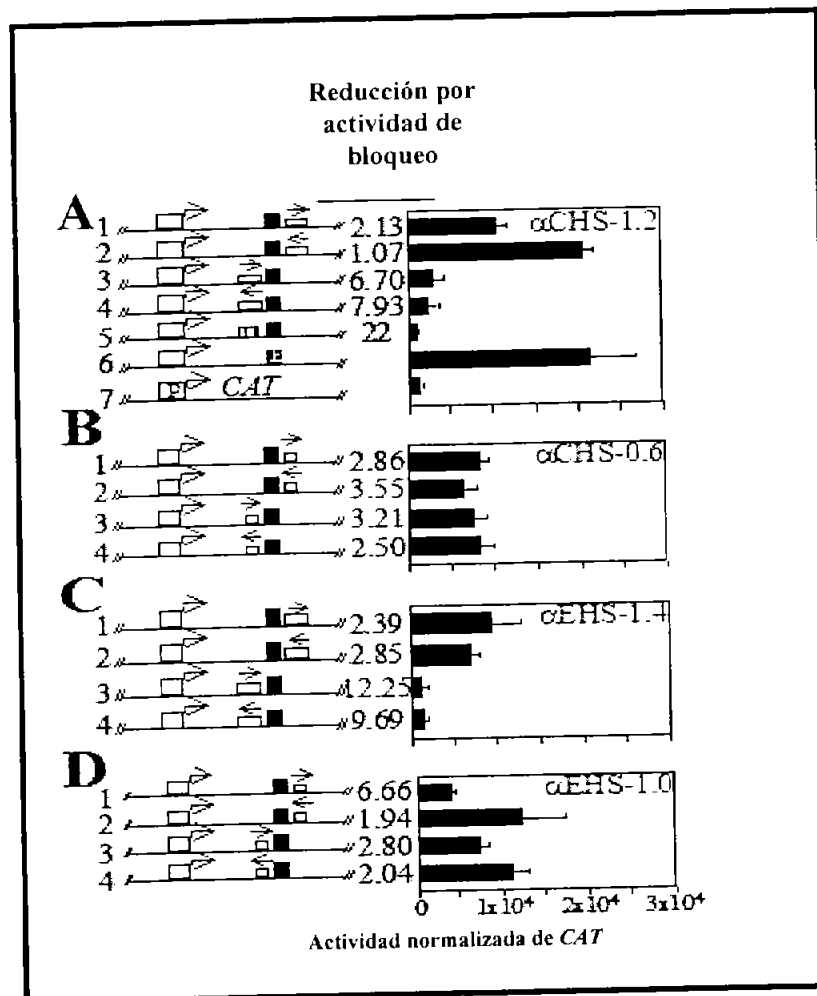 Reducción por
actividad de
bloqueo
A
1 2.13 αCHS-1.2
2 1.07
3 6.70
4 7.93
5 22
6
7 CAT
B
1 2.86 αCHS-0.6
2 3.55
3 3.21
4 2.50
C
1 2.39 αEHS-1.4
2 2.85
3 12.25
4 9.69
D
1 6.66 αEHS-1.0
2 1.94
3 2.80
4 2.04
0 1x10⁴ 2x10⁴ 3x10⁴
Actividad normalizada de CAT